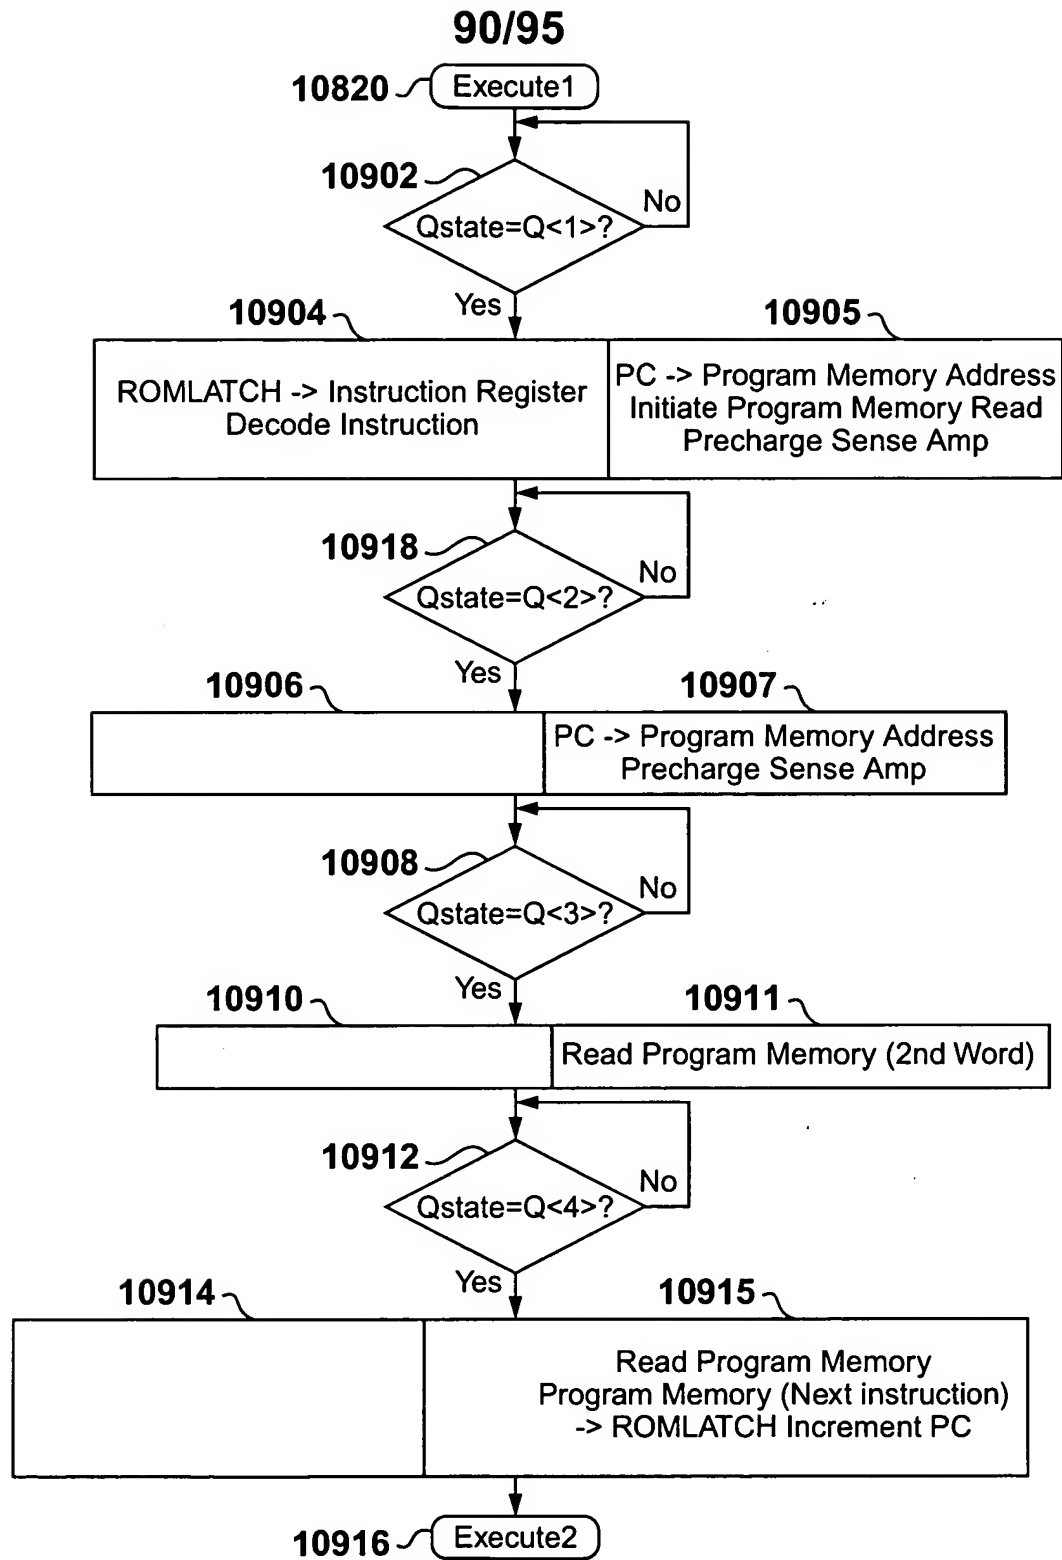 90/95
10820
Execute1
10902
Qstate=Q<1>?
No
Yes
10904
10905
ROMLATCH -> Instruction Register
Decode Instruction
PC -> Program Memory Address
Initiate Program Memory Read
Precharge Sense Amp
10918
Qstate=Q<2>?
No
Yes
10906
10907
PC -> Program Memory Address
Precharge Sense Amp
10908
Qstate=Q<3>?
No
Yes
10910
10911
Read Program Memory (2nd Word)
10912
Qstate=Q<4>?
No
Yes
10914
10915
Read Program Memory
Program Memory (Next instruction)
-> ROMLATCH Increment PC
10916
Execute2